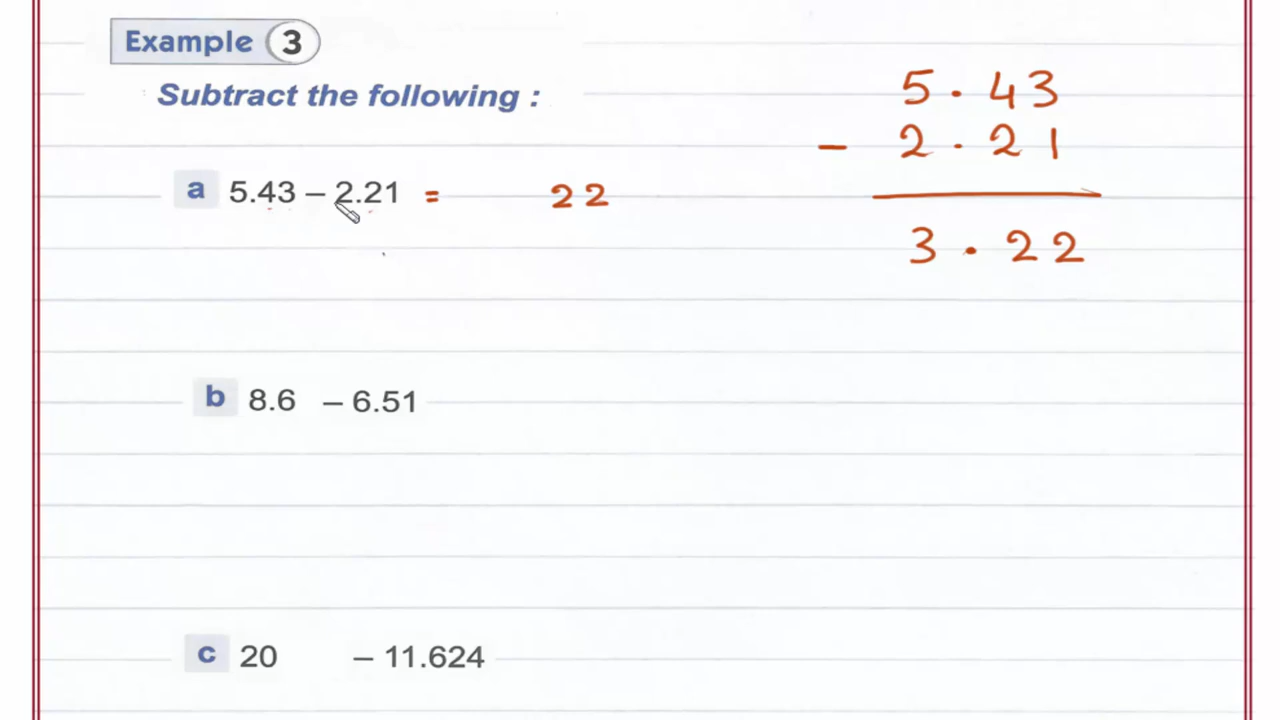 Example 3
Subtract the following :
a 5.43 – 2.21 = 22
5.43
– 2.21
3.22
b 8.6 – 6.51
c 20 – 11.624